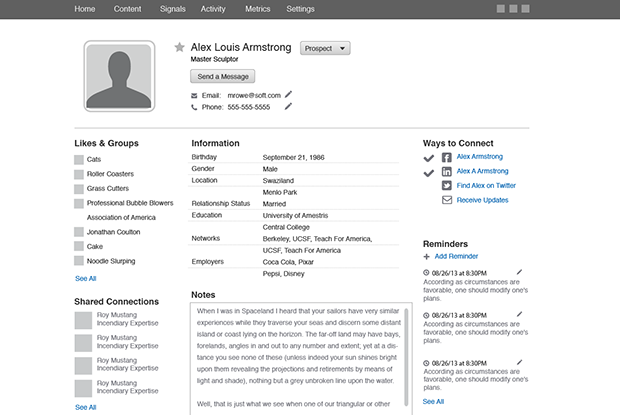 Home Content Signals Activity Metrics Settings
Alex Louis Armstrong
Prospect
Master Sculptor
Send a Message
Email: mrowe@soft.com
Phone: 555-555-5555
Likes & Groups
Cats
Roller Coasters
Grass Cutters
Professional Bubble Blowers
Association of America
Jonathan Coulton
Cake
Noodle Slurping
See All
Shared Connections
Roy Mustang
Incendiary Expertise
Roy Mustang
Incendiary Expertise
Roy Mustang
Incendiary Expertise
Roy Mustang
Incendiary Expertise
See All
Information
Birthday September 21, 1986
Gender Male
Location Swaziland
Menlo Park
Relationship Status Married
Education University of Amestris
Central College
Networks Berkeley, UCSF, Teach For America,
UCSF, Teach For America
Employers Coca Cola, Pixar
Pepsi, Disney
Notes
When I was in Spaceland I heard that your sailors have very similar
experiences while they traverse your seas and discern some distant
island or coast lying on the horizon. The far-off land may have bays,
forelands, angles in and out to any number and extent; yet at a dis-
tance you see none of these (unless indeed your sun shines bright
upon them revealing the projections and retirements by means of
light and shade), nothing but a grey unbroken line upon the water.
Well, that is just what we see when one of our triangular or other
Ways to Connect
Alex Armstrong
Alex A Armstrong
Find Alex on Twitter
Receive Updates
Reminders
Add Reminder
08/26/13 at 8:30PM
According as circumstances are
favorable, one should modify one's
plans.
08/26/13 at 8:30PM
According as circumstances are
favorable, one should modify one's
plans.
08/26/13 at 8:30PM
According as circumstances are
favorable, one should modify one's
plans.
See All